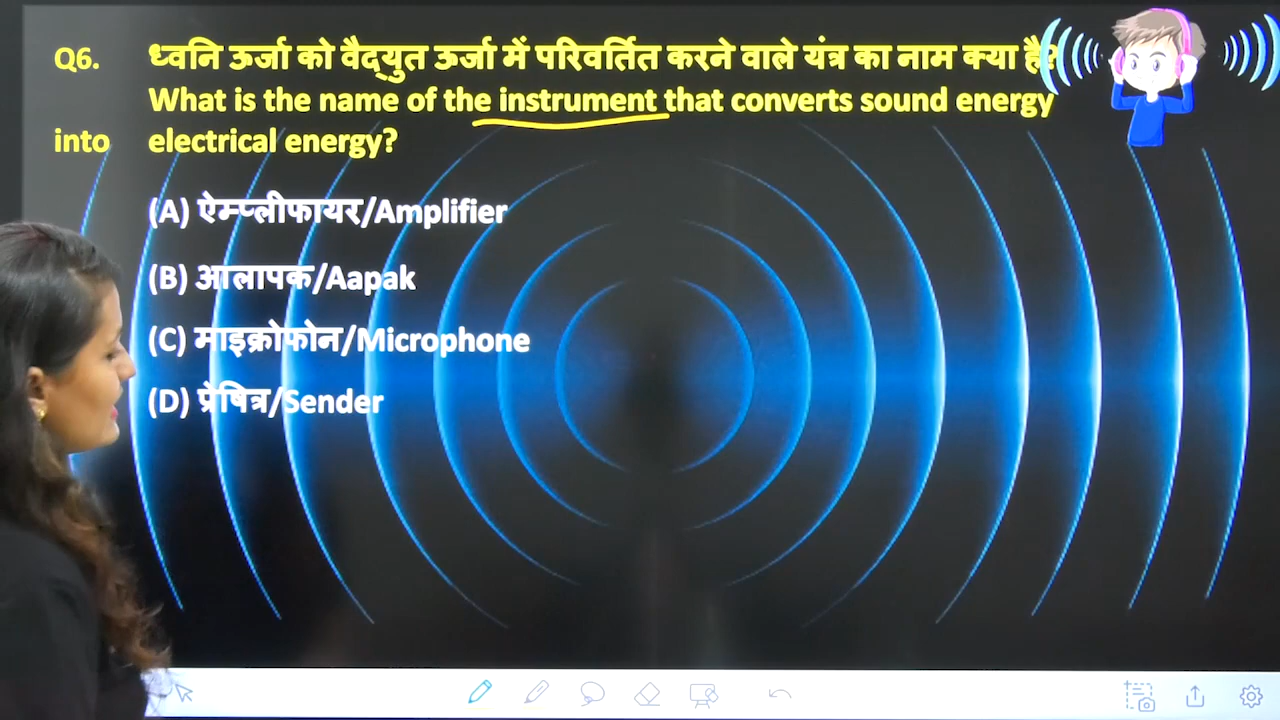 Q6. ध्वनि ऊर्जा को वैद्युत ऊर्जा में परिवर्तित करने वाले यंत्र का नाम क्या है?
What is the name of the instrument that converts sound energy
into electrical energy?
(A) ऐम्प्लीफायर/Amplifier
(B) आलापक/Aapak
(C) माइक्रोफोन/Microphone
(D) प्रेषित्र/Sender